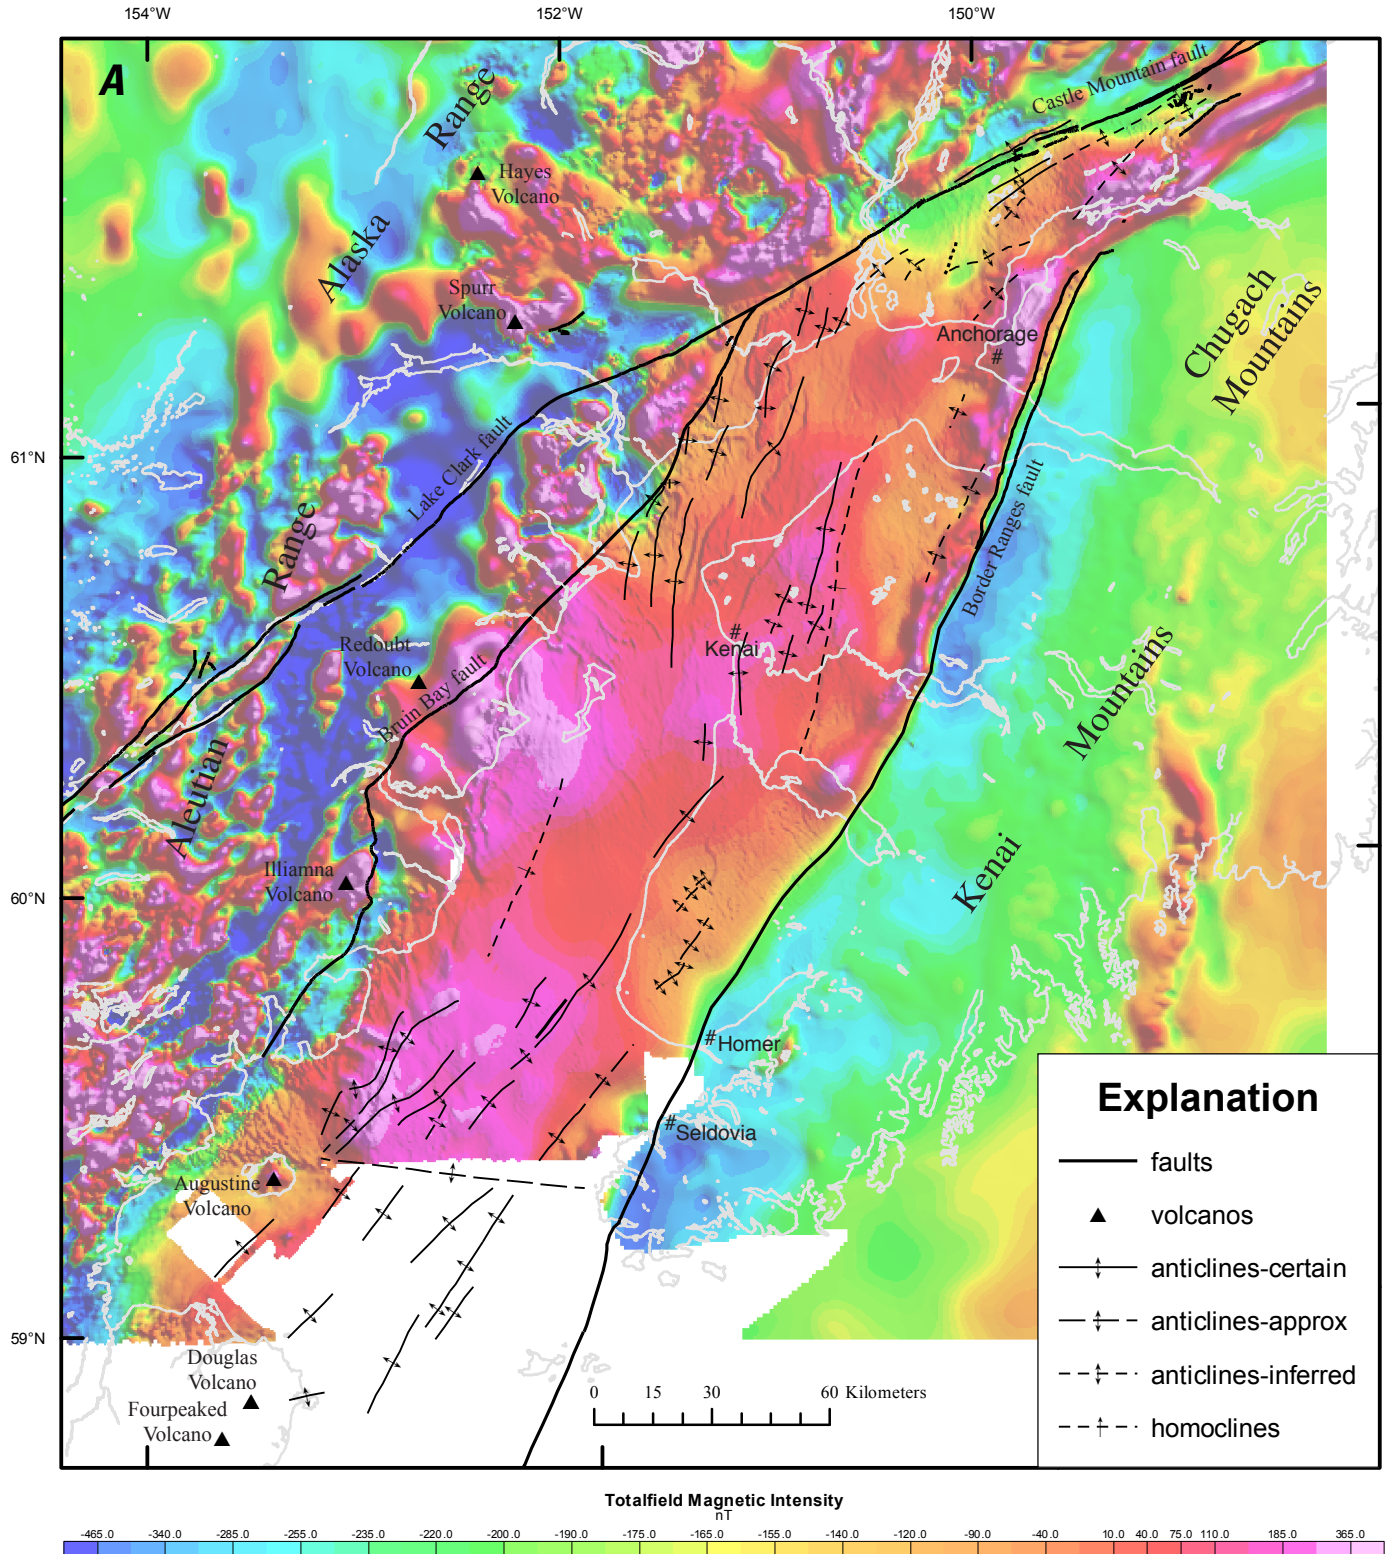 154°W
152°W
150°W
A
Castle Mountain fault
Range
Hayes
Volcano
Alaska
Spurr
Volcano
Chugach
Mountains
Anchorage
#
61°N
Lake Clark fault
Border Ranges fault
Range
#
Kenai
Redoubt
Volcano
Bruin Bay fault
Mountains
Aleutian
Kenai
Illiamna
Volcano
60°N
#Homer
#Seldovia
Augustine
Volcano
59°N
Douglas
Volcano
Fourpeaked
Volcano
0 15 30 60 Kilometers
Explanation
faults
volcanos
anticlines-certain
anticlines-approx
anticlines-inferred
homoclines
Totalfield Magnetic Intensity
nT
-465.0 -340.0 -285.0 -255.0 -235.0 -220.0 -200.0 -190.0 -175.0 -165.0 -155.0 -140.0 -120.0 -90.0 -40.0 10.0 40.0 75.0 110.0 185.0 365.0